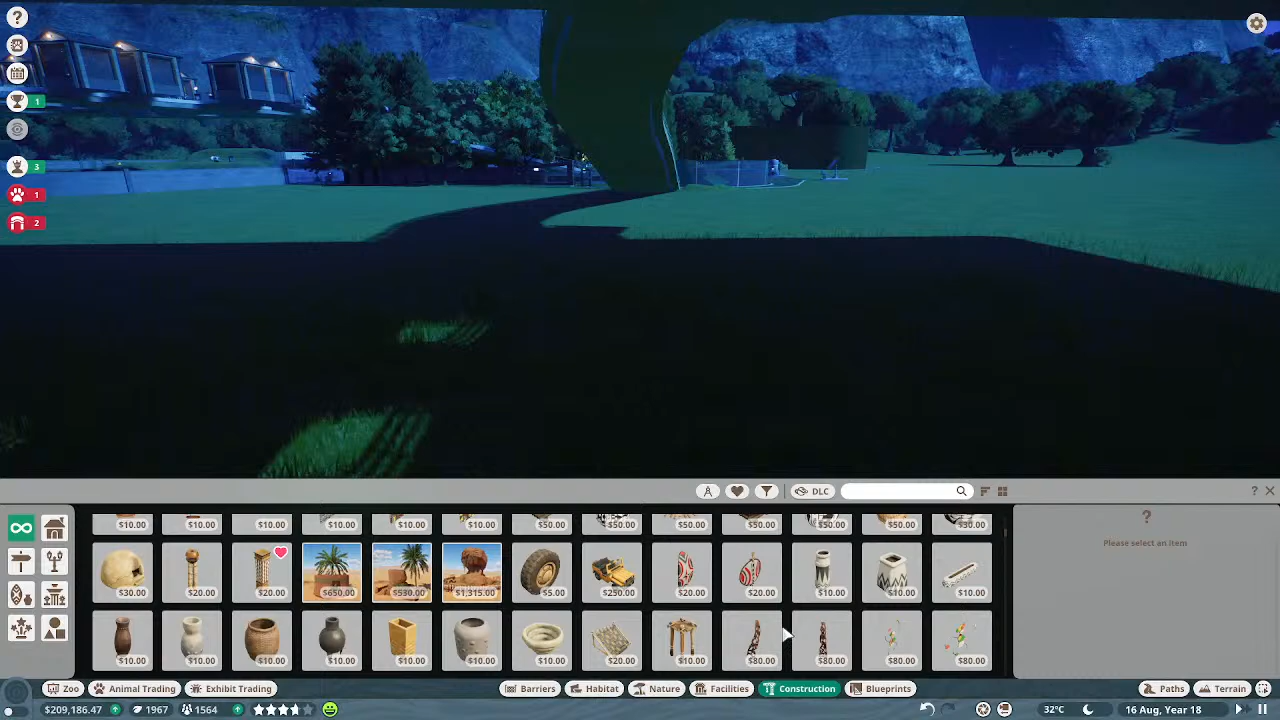 ?
1
3
1
2
DLC
?
?
Please select an item
$10.00 $10.00 $10.00 $10.00 $10.00 $10.00 $50.00 $50.00 $50.00 $50.00 $50.00 $50.00 $30.00
$30.00 $20.00 $20.00 $650.00 $530.00 $1,315.00 $5.00 $250.00 $20.00 $20.00 $10.00 $10.00 $10.00
$10.00 $10.00 $10.00 $10.00 $10.00 $10.00 $10.00 $20.00 $10.00 $80.00 $80.00 $80.00 $80.00
Zoo Animal Trading Exhibit Trading Barriers Habitat Nature Facilities Construction Blueprints Paths Terrain
$209,186.47 1967 1564 32°C 16 Aug, Year 18